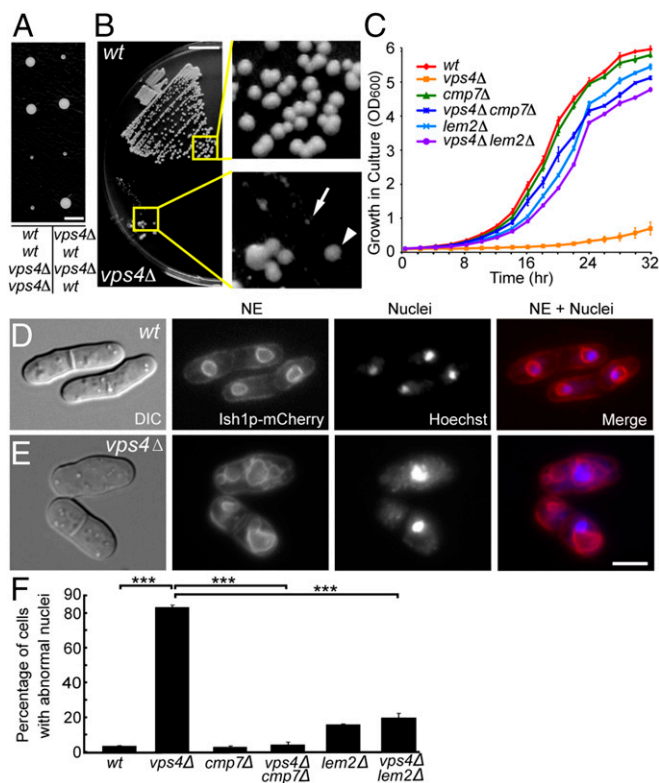 A
B
C
wt
vps4Δ
wt vps4Δ
wt wt
vps4Δ vps4Δ
vps4Δ wt
Growth in Culture (OD600)
6
5
4
3
2
1
0
0 8 16 24 32
Time (hr)
wt
vps4Δ
cmp7Δ
vps4Δ cmp7Δ
lem2Δ
vps4Δ lem2Δ
NE Nuclei NE + Nuclei
D wt
DIC Ish1p-mCherry Hoechst Merge
E vps4Δ
F
Percentage of cells
with abnormal nuclei
90
80
60
40
20
0
*** *** ***
wt vps4Δ cmp7Δ vps4Δ lem2Δ vps4Δ
cmp7Δ lem2Δ